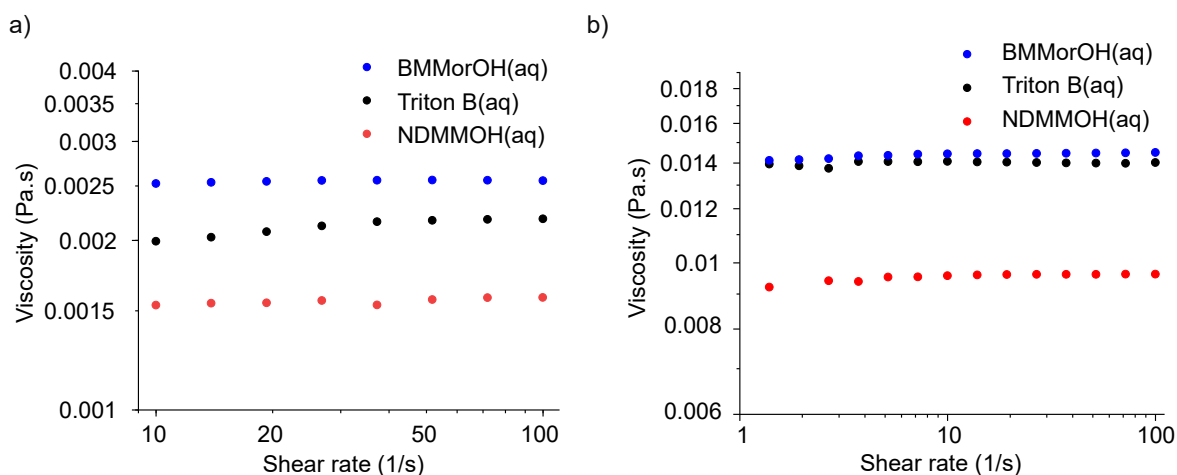 a)
BMMorOH(aq)
Triton B(aq)
NDMMOH(aq)
0.004
0.0035
0.003
0.0025
0.002
0.0015
0.001
Viscosity (Pa.s)
10
20
50
100
Shear rate (1/s)
b)
BMMorOH(aq)
Triton B(aq)
NDMMOH(aq)
0.018
0.016
0.014
0.012
0.01
0.008
0.006
Viscosity (Pa.s)
1
10
100
Shear rate (1/s)